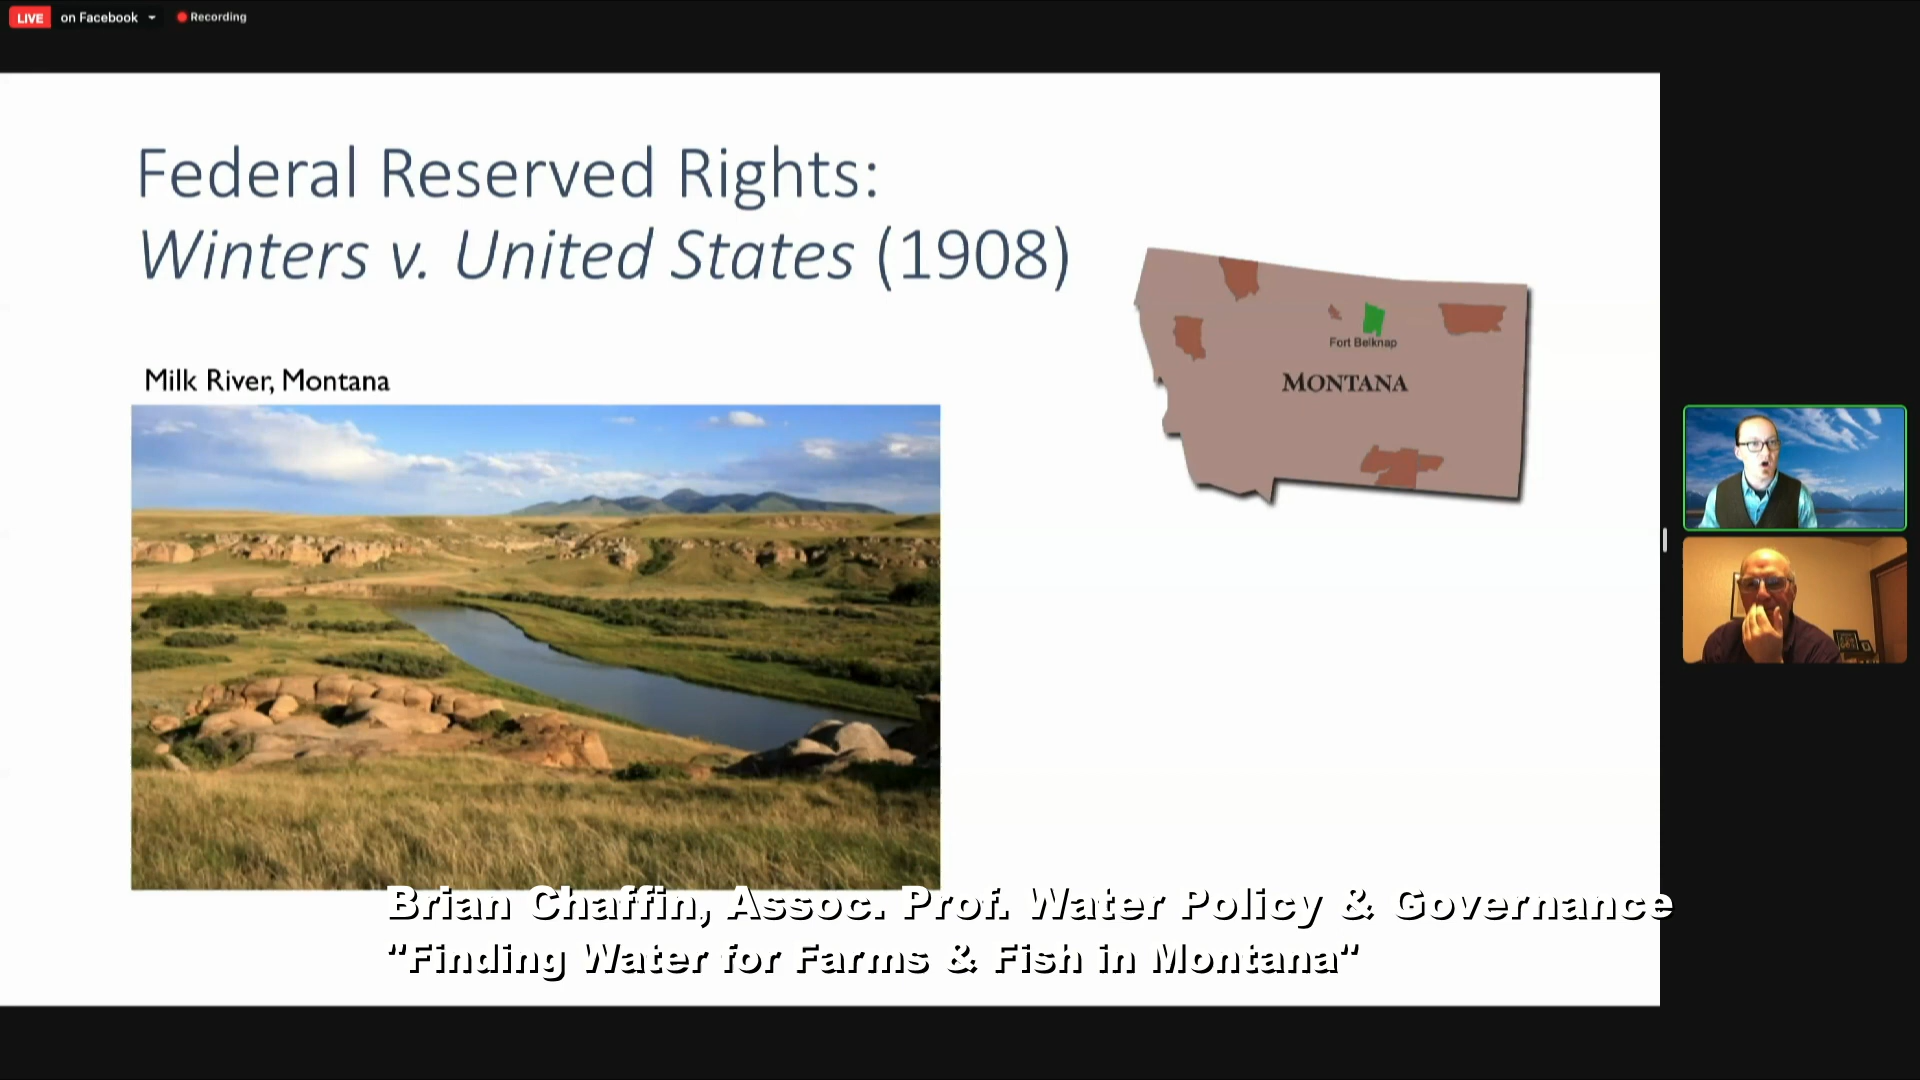 LIVE on Facebook Recording
Federal Reserved Rights:
Winters v. United States (1908)
Fort Belknap
MONTANA
Milk River, Montana
Brian Chaffin, Assoc. Prof. Water Policy & Governance
"Finding Water for Farms & Fish in Montana"